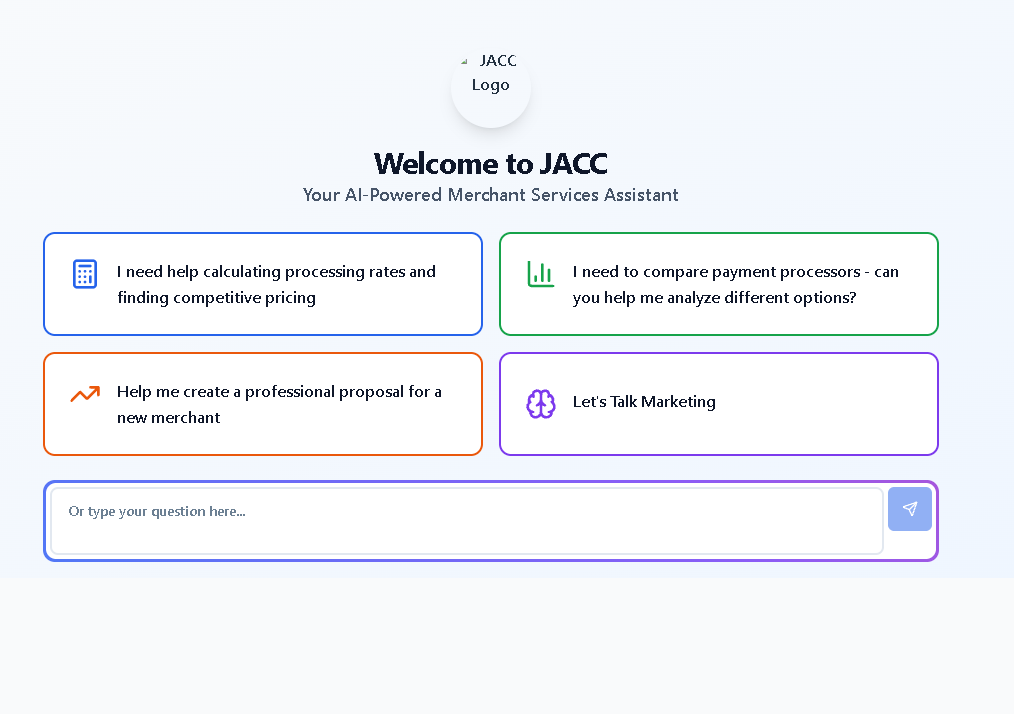 JACC
Logo
Welcome to JACC
Your AI-Powered Merchant Services Assistant
I need help calculating processing rates and
finding competitive pricing
I need to compare payment processors - can
you help me analyze different options?
Help me create a professional proposal for a
new merchant
Let's Talk Marketing
Or type your question here...